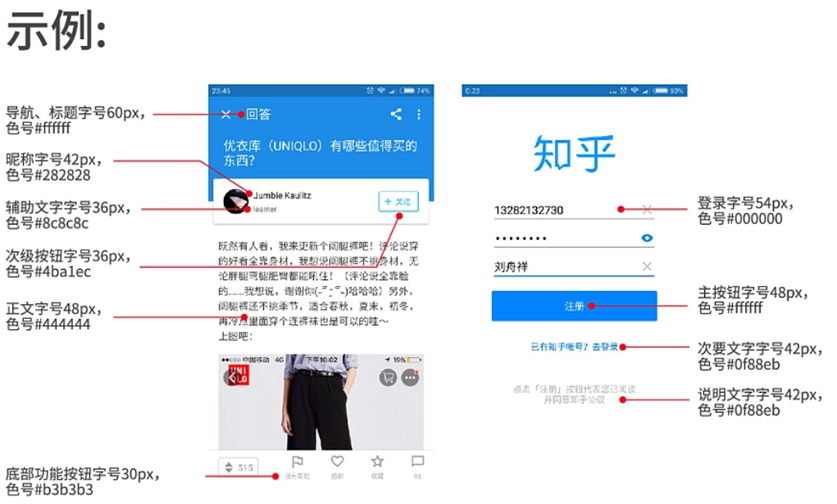 示例:
导航、标题字号60px，
色号#ffffff
昵称字号42px，
色号#282828
辅助文字字号36px，
色号#8c8c8c
次级按钮字号36px，
色号#4ba1ec
正文字号48px，
色号#444444
底部功能按钮字号30px，
色号#b3b3b3
23:45
74%
回答
优衣库（UNIQLO）有哪些值得买的
东西？
Jumbie Kaulitz
learner
+ 关注
既然有人看，我来更新个阔腿裤吧！评论说穿
的好看全靠身材，我想说阔腿裤不挑身材，无
论胖腿弯腿肥臀都能吼住！（评论说全靠脸
哈哈哈）另外，
阔腿裤还不挑季节，适合春秋，夏来，初冬，
再冷点里面穿个连裤袜也是可以的哇～
上图吧：
中国移动 4G
下午10:02
19%
UNI
QLO
515
没有帮助
感谢
收藏
93
0:23
93%
知乎
13282132730
刘舟祥
注册
已有知乎帐号？去登录
点击「注册」按钮代表您已阅读
并同意知乎公议
登录字号54px，
色号#000000
主按钮字号48px，
色号#ffffff
次要文字字号42px，
色号#0f88eb
说明文字字号42px，
色号#0f88eb